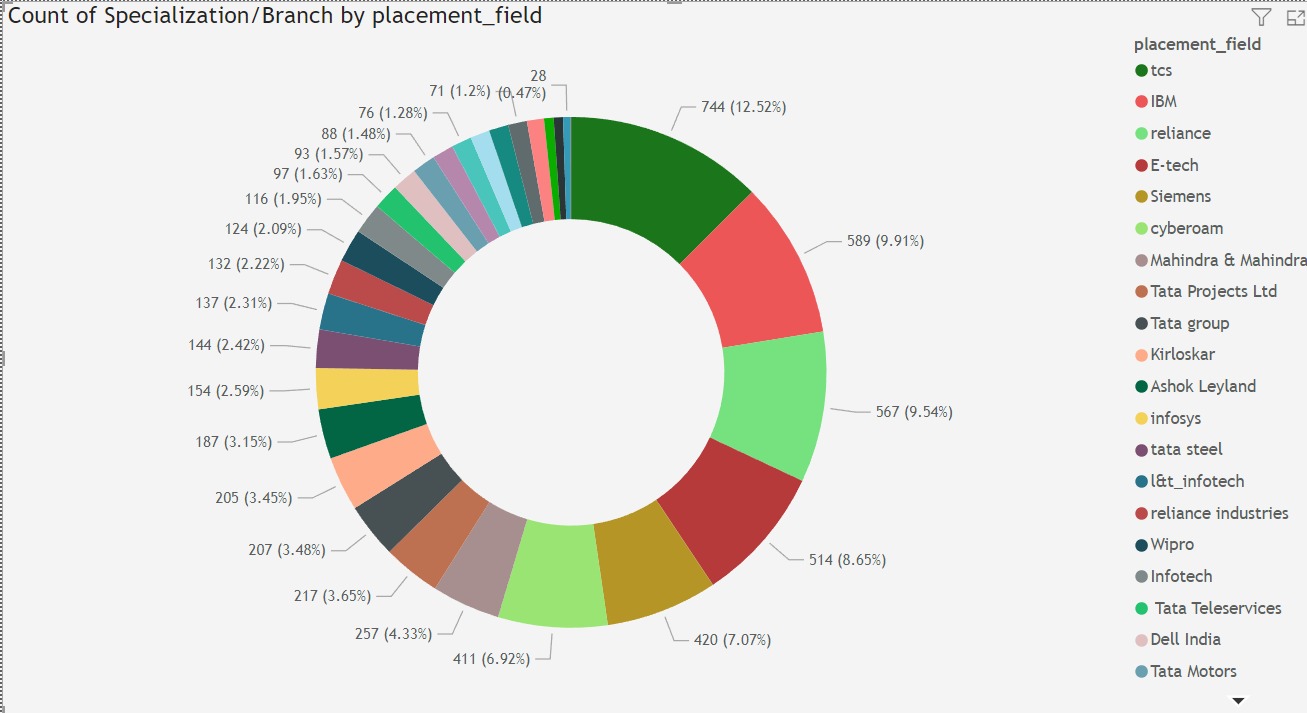 Count of Specialization/Branch by placement_field
744 (12.52%)
589 (9.91%)
567 (9.54%)
514 (8.65%)
420 (7.07%)
411 (6.92%)
257 (4.33%)
217 (3.65%)
207 (3.48%)
205 (3.45%)
187 (3.15%)
154 (2.59%)
144 (2.42%)
137 (2.31%)
132 (2.22%)
124 (2.09%)
116 (1.95%)
97 (1.63%)
93 (1.57%)
88 (1.48%)
76 (1.28%)
71 (1.2%)
28
(0.47%)
placement_field
tcs
IBM
reliance
E-tech
Siemens
cyberoam
Mahindra & Mahindra
Tata Projects Ltd
Tata group
Kirloskar
Ashok Leyland
infosys
tata steel
l&t_infotech
reliance industries
Wipro
Infotech
Tata Teleservices
Dell India
Tata Motors